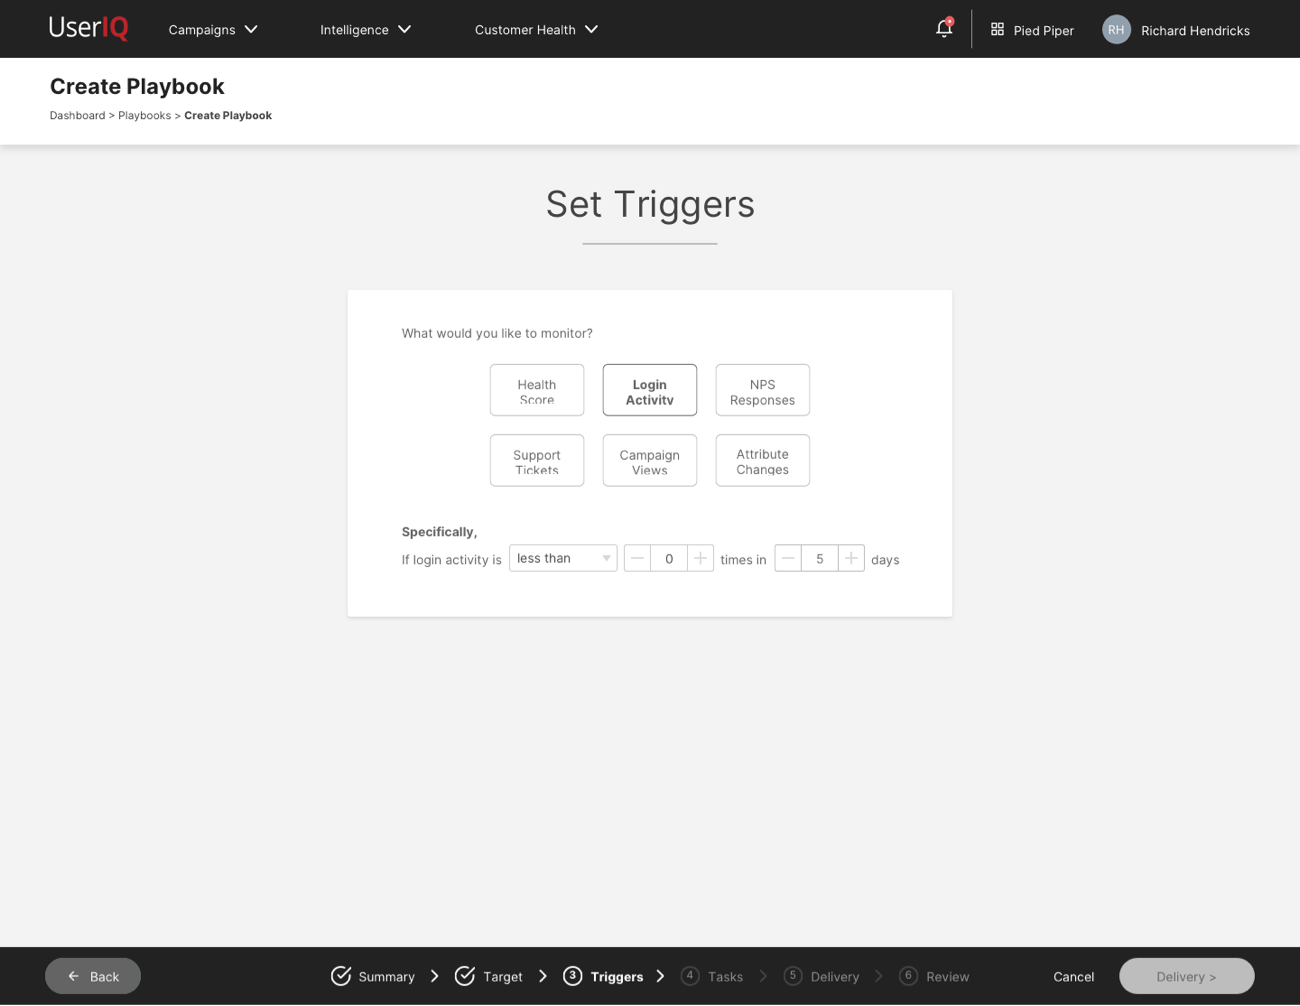 UserIQ Campaigns Intelligence Customer Health Pied Piper RH Richard Hendricks
Create Playbook
Dashboard > Playbooks > Create Playbook
Set Triggers
What would you like to monitor?
Health Login NPS
Score Activity Responses
Support Campaign Attribute
Tickets Views Changes
Specifically,
If login activity is less than 0 times in 5 days
Back Summary Target 3 Triggers 4 Tasks 5 Delivery 6 Review Cancel Delivery >